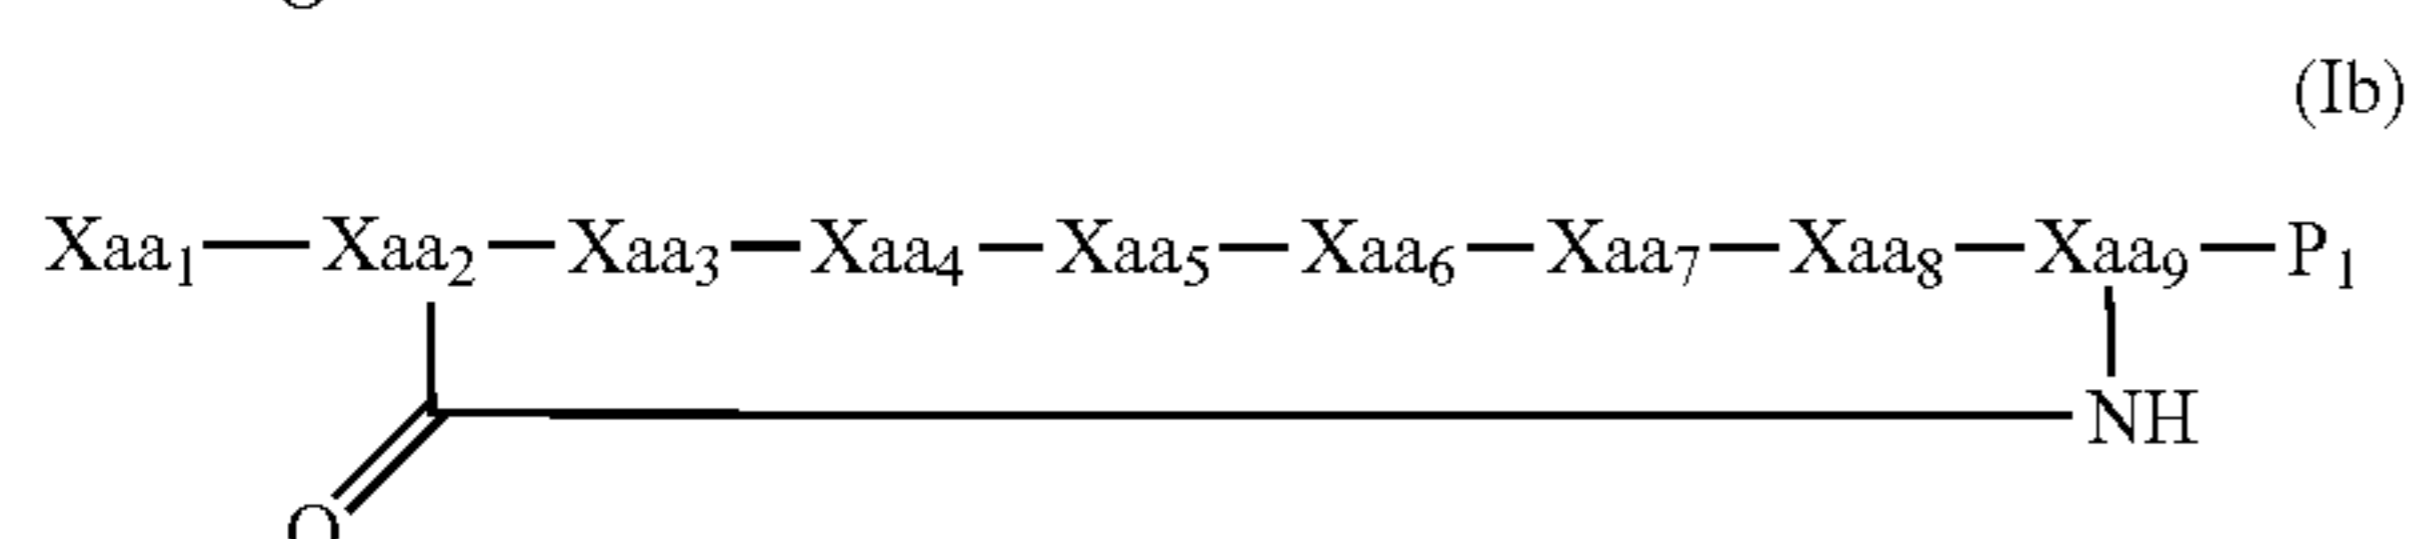 (Ib)
Xaa1—Xaa2—Xaa3—Xaa4—Xaa5—Xaa6—Xaa7—Xaa8—Xaa9—P1
NH
O